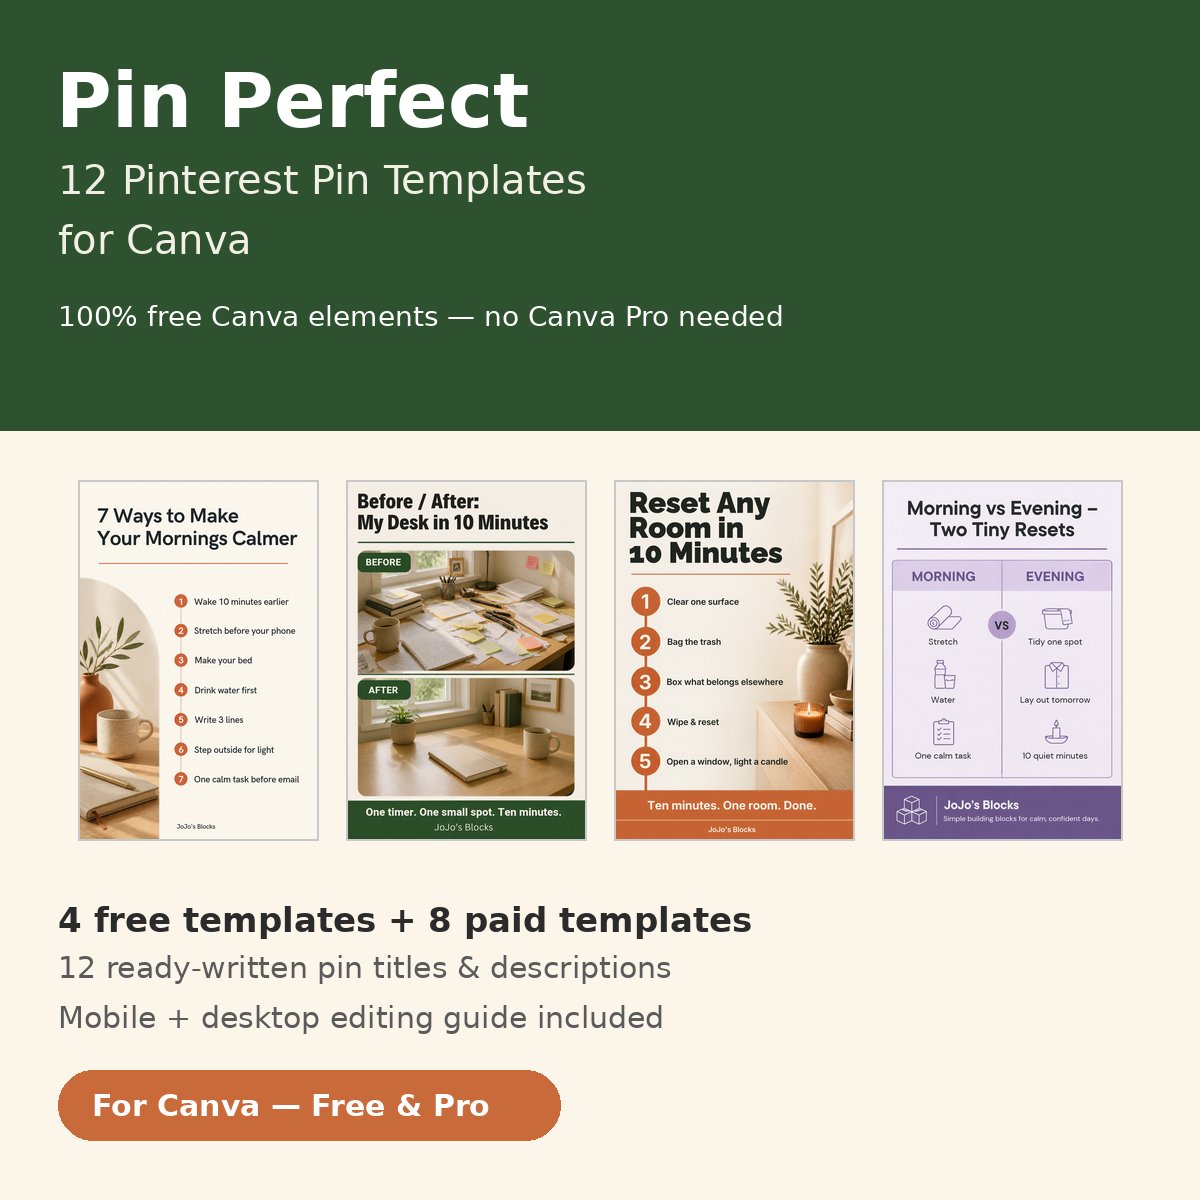 Pin Perfect
12 Pinterest Pin Templates
for Canva
100% free Canva elements — no Canva Pro needed
7 Ways to Make
Your Mornings Calmer
1 Wake 10 minutes earlier
2 Stretch before your phone
3 Make your bed
4 Drink water first
5 Write 3 lines
6 Step outside for light
7 One calm task before email
JoJo's Blocks
Before / After:
My Desk in 10 Minutes
BEFORE
AFTER
One timer. One small spot. Ten minutes.
JoJo's Blocks
Reset Any
Room in
10 Minutes
1 Clear one surface
2 Bag the trash
3 Box what belongs elsewhere
4 Wipe & reset
5 Open a window, light a candle
Ten minutes. One room. Done.
JoJo's Blocks
Morning vs Evening –
Two Tiny Resets
MORNING EVENING
VS
Stretch Tidy one spot
Water Lay out tomorrow
One calm task 10 quiet minutes
JoJo's Blocks
Simple building blocks for calm, confident days.
4 free templates + 8 paid templates
12 ready-written pin titles & descriptions
Mobile + desktop editing guide included
For Canva — Free & Pro